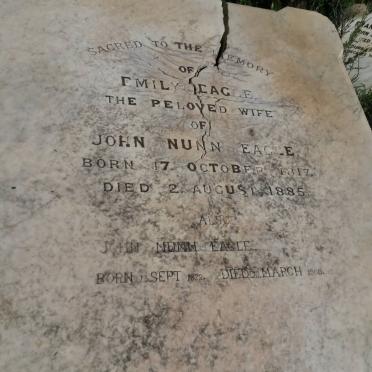 SACRED TO THE MEMORY
OF
EMILY EAGLE
THE BELOVED WIFE
OF
JOHN NUNN EAGLE
BORN 17 OCTOBER
DIED 2 AUGUST 1885
ALSO
JOHN NUNN EAGLE
BORN SEPT DIED MARCH